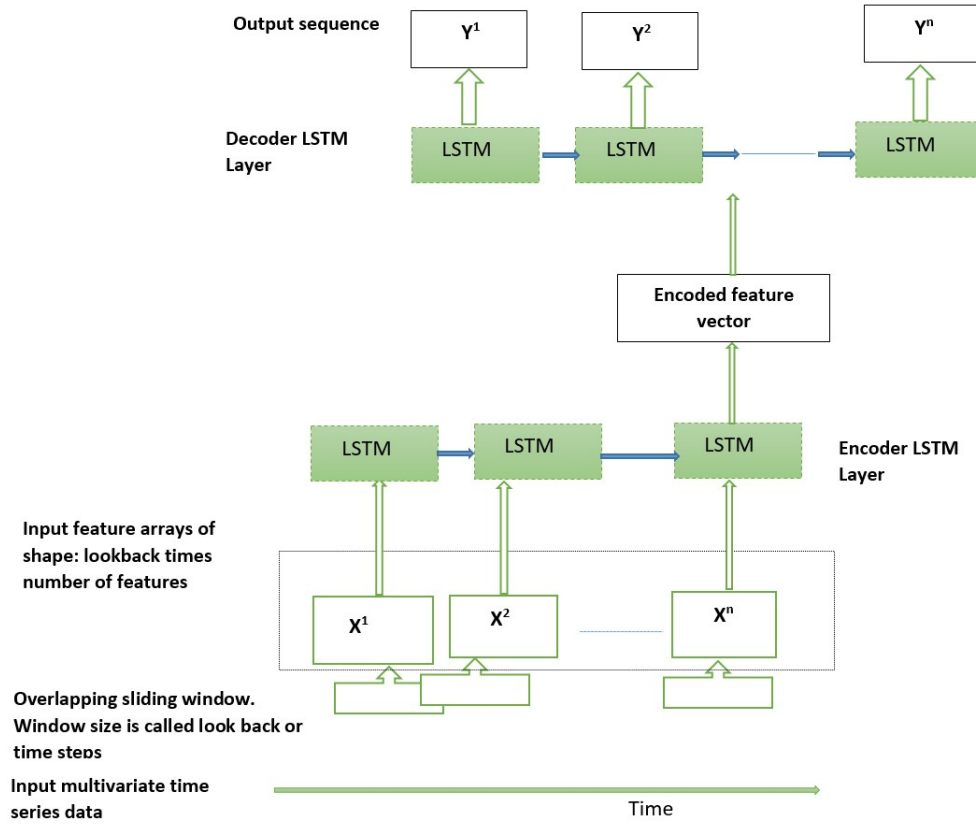 Output sequence
Y¹
Y²
Yⁿ
Decoder LSTM
Layer
LSTM
LSTM
LSTM
Encoded feature
vector
LSTM
LSTM
LSTM
Encoder LSTM
Layer
Input feature arrays of
shape: lookback times
number of features
X¹
X²
Xⁿ
Overlapping sliding window.
Window size is called look back or
time steps
Input multivariate time
series data
Time